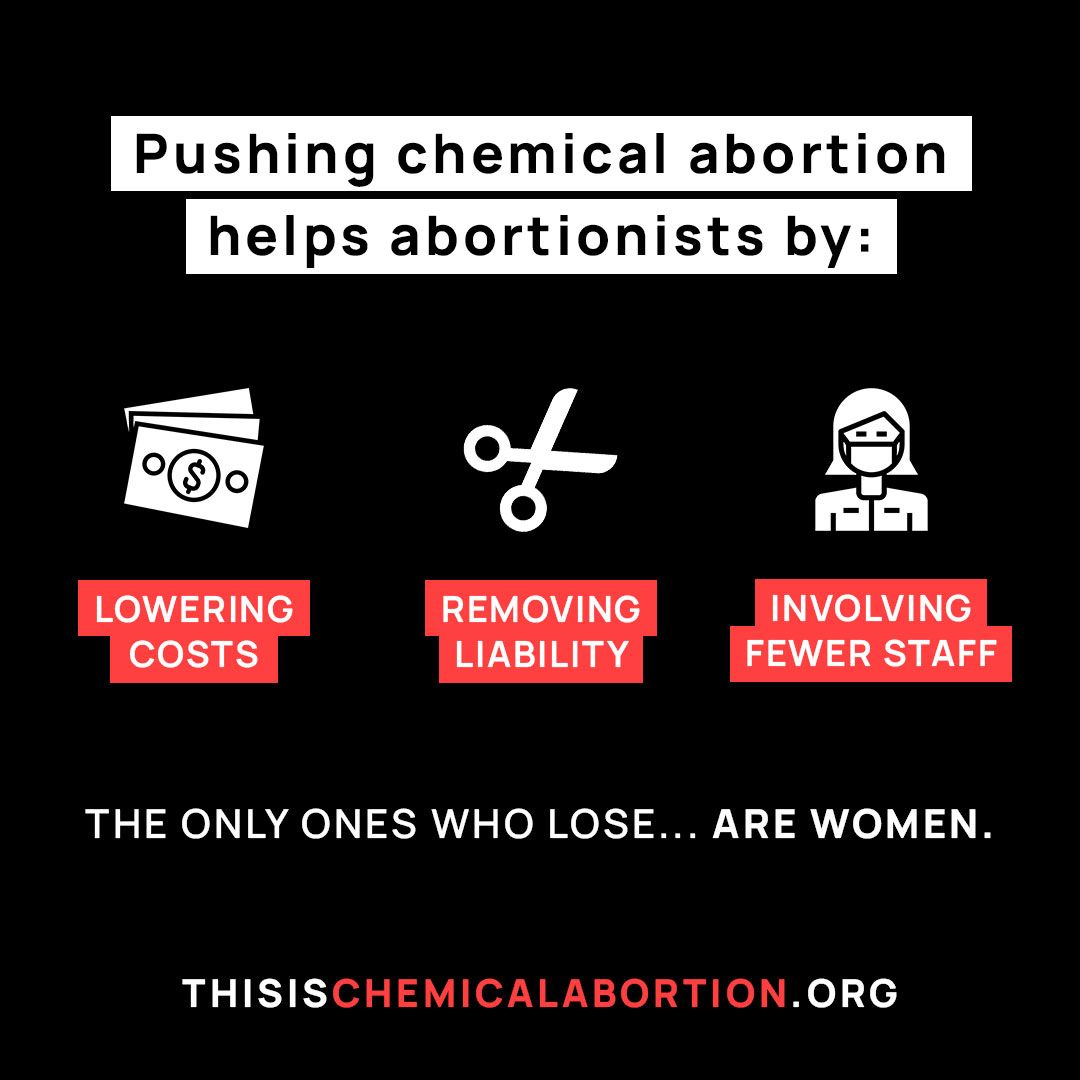 Pushing chemical abortion
helps abortionists by:
$
LOWERING
COSTS
REMOVING
LIABILITY
INVOLVING
FEWER STAFF
THE ONLY ONES WHO LOSE... ARE WOMEN.
THISISCHEMICALABORTION.ORG